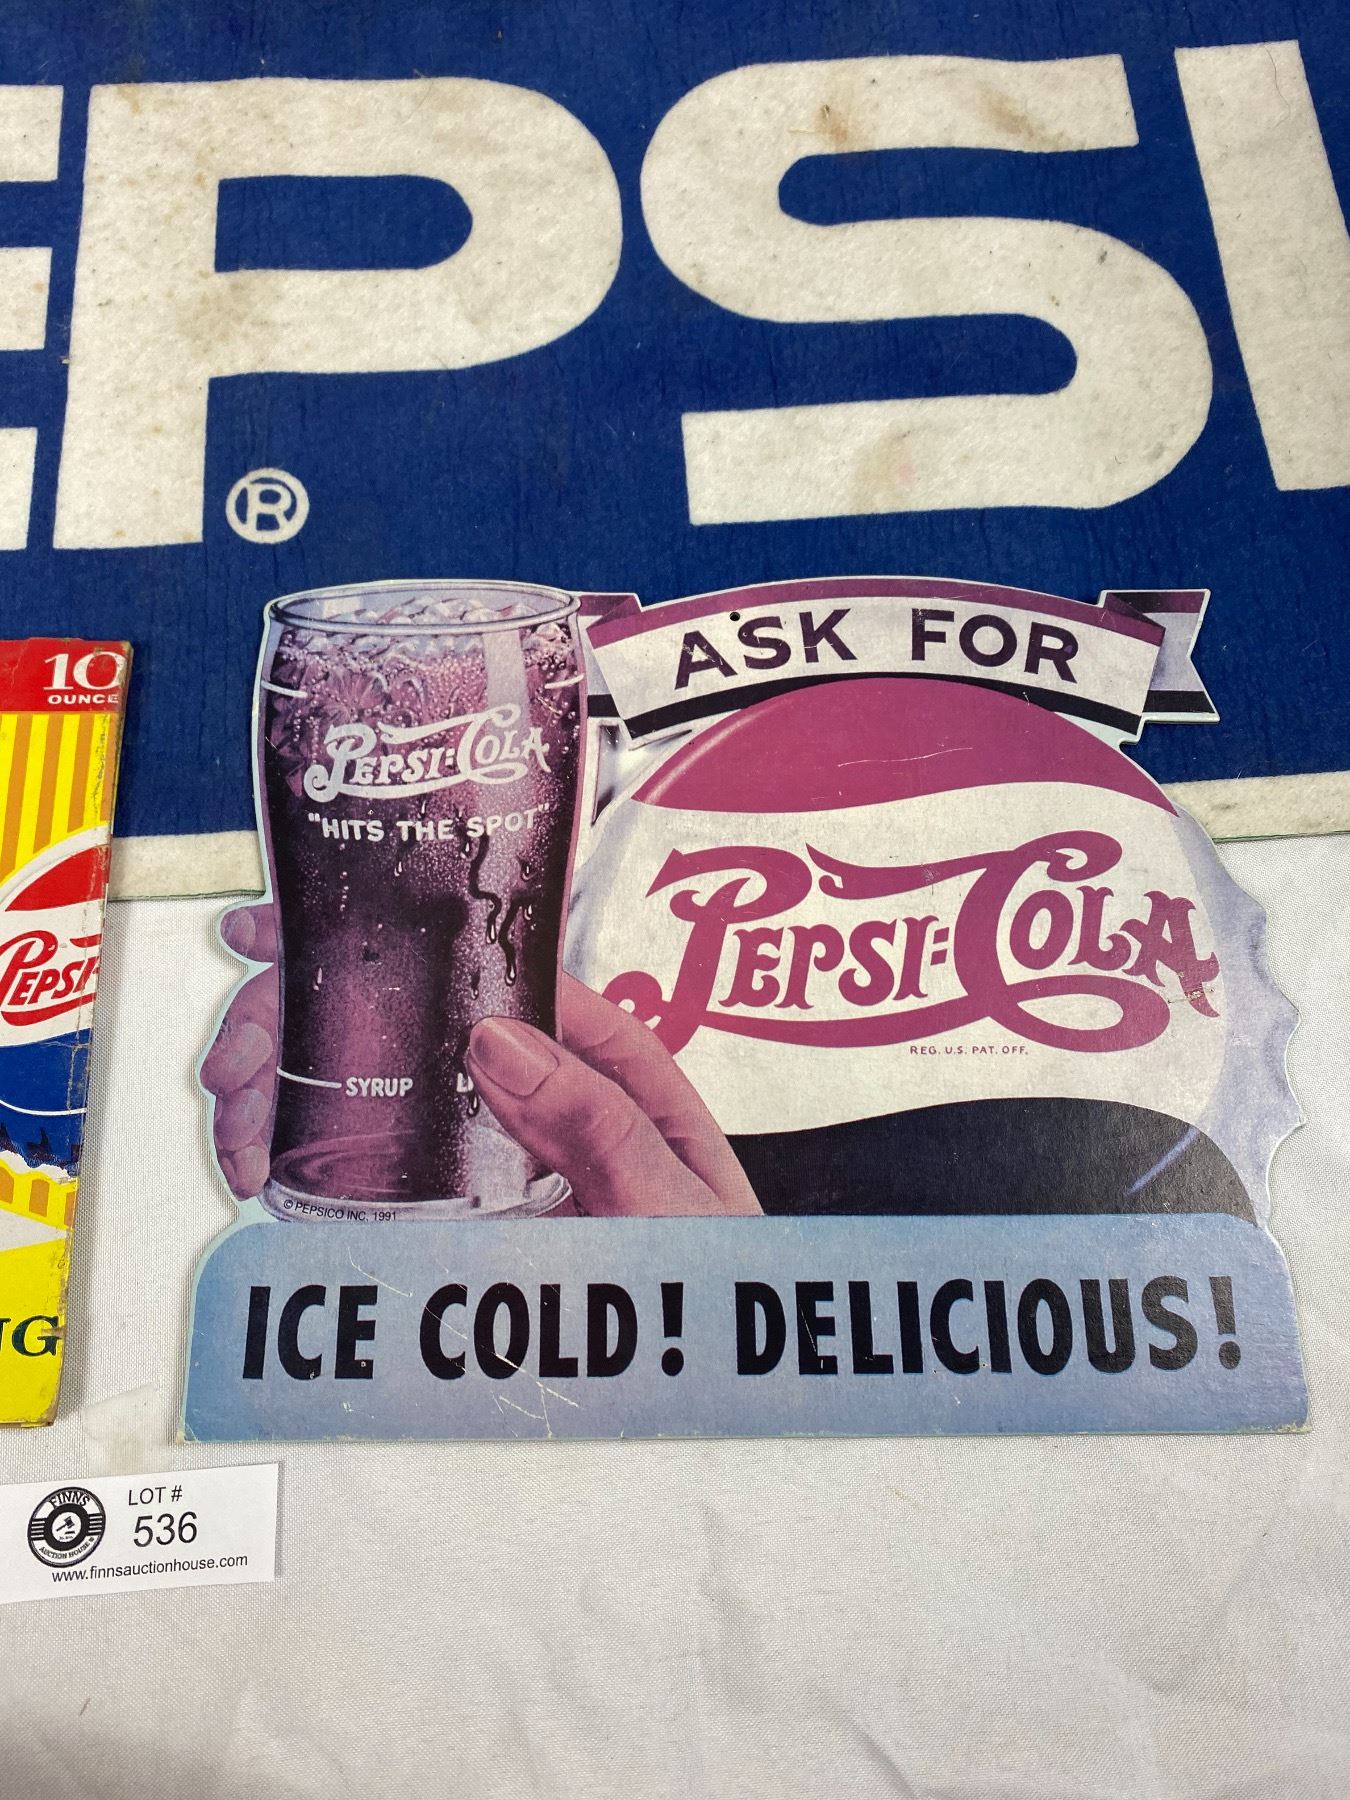 EPSI
®
10
OUNCE
PEPSI
NG
ASK FOR
PEPSI:COLA
"HITS THE SPOT"
PEPSI:COLA
REG. U.S. PAT. OFF.
SYRUP
© PEPSICO INC. 1991
ICE COLD! DELICIOUS!
FINNS
AUCTION HOUSE
LOT #
536
www.finnsauctionhouse.com